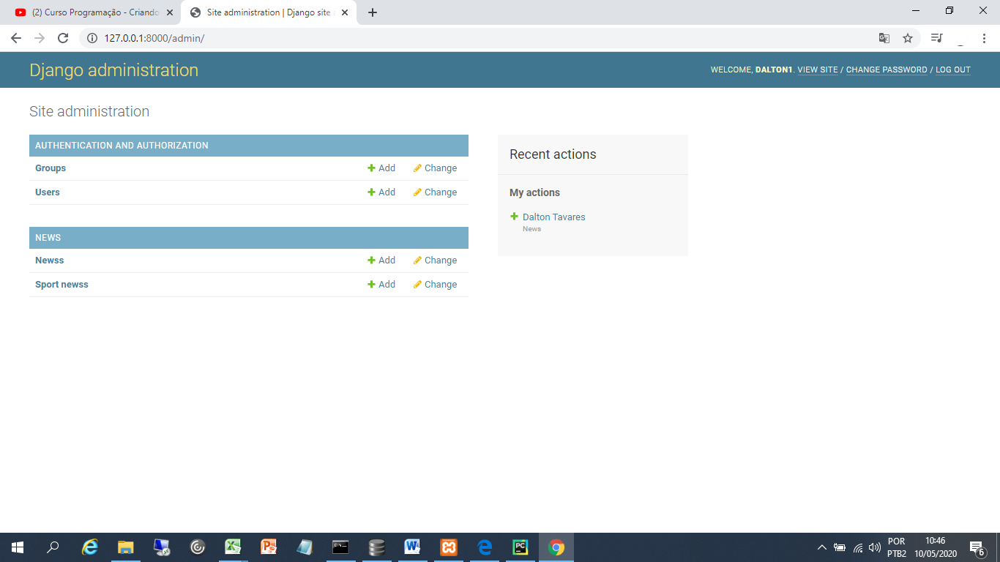 (2) Curso Programação - Criando
Site administration | Django site
127.0.0.1:8000/admin/
Django administration
WELCOME, DALTON1. VIEW SITE / CHANGE PASSWORD / LOG OUT
Site administration
AUTHENTICATION AND AUTHORIZATION
Groups Add Change
Users Add Change
NEWS
Newss Add Change
Sport newss Add Change
Recent actions
My actions
Dalton Tavares
News
POR
PTB2
10:46
10/05/2020
6